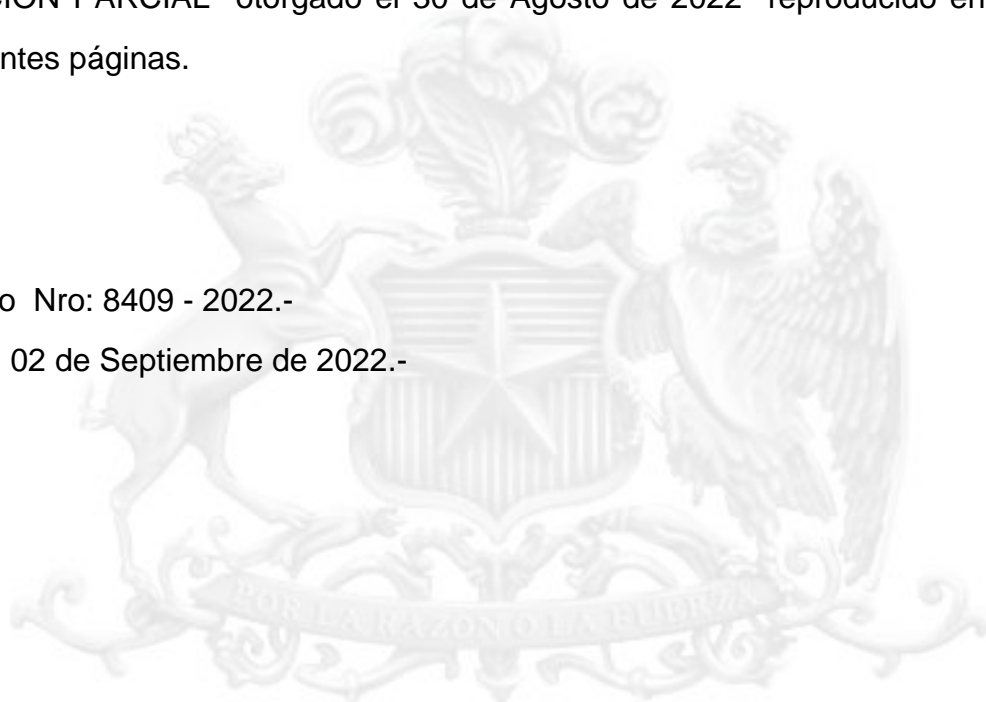 CION PARCIAL otorgado el 30 de Agosto de 2022 reproducido en
ntes páginas.
o Nro: 8409 - 2022.-
02 de Septiembre de 2022.-
POR LA RAZON O LA FUERZA